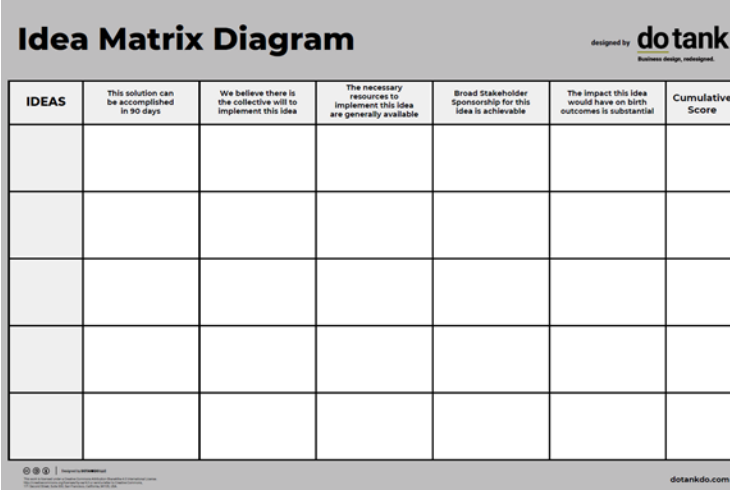 Idea Matrix Diagram
designed by do tank
Business design, redesigned.
IDEAS
This solution can
be accomplished
in 90 days
We believe there is
the collective will to
implement this idea
The necessary
resources to
implement this idea
are generally available
Broad Stakeholder
Sponsorship for this
idea is achievable
The impact this idea
would have on birth
outcomes is substantial
Cumulative
Score
dotankdo.com